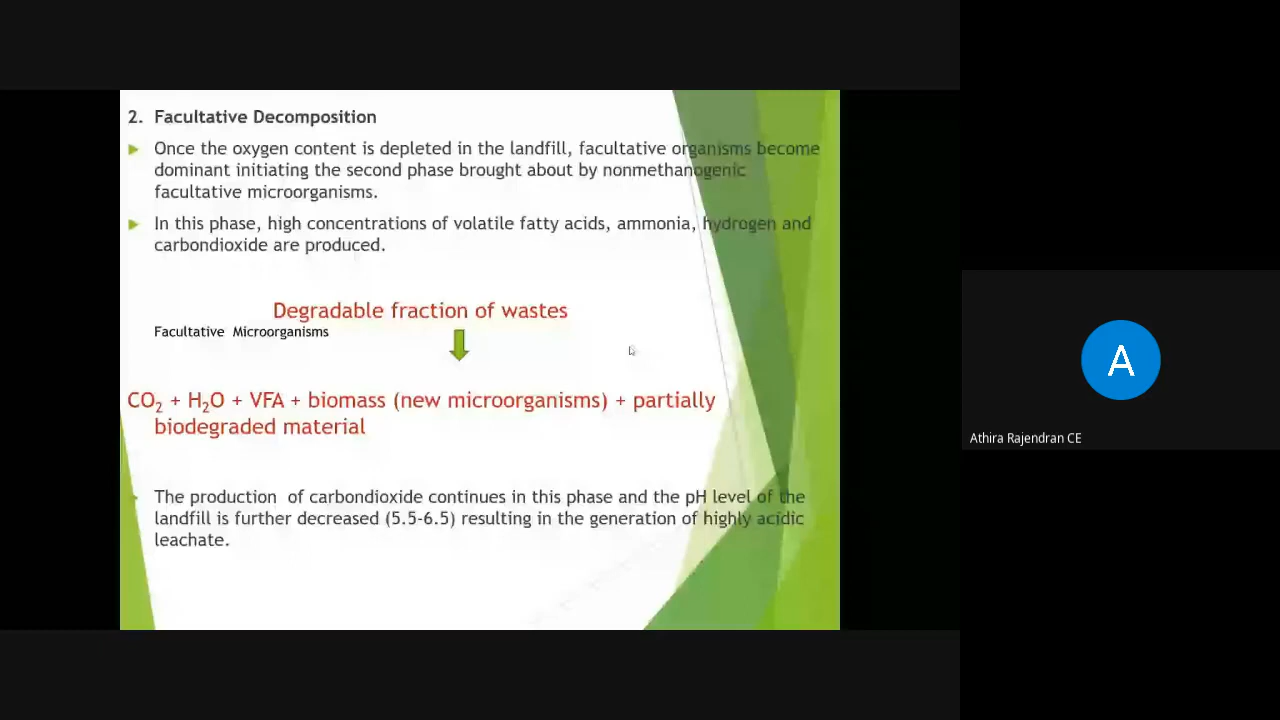 2. Facultative Decomposition
Once the oxygen content is depleted in the landfill, facultative organisms become
dominant initiating the second phase brought about by nonmethanogenic
facultative microorganisms.
In this phase, high concentrations of volatile fatty acids, ammonia, hydrogen and
carbondioxide are produced.
Degradable fraction of wastes
Facultative Microorganisms
CO₂ + H₂O + VFA + biomass (new microorganisms) + partially
biodegraded material
The production of carbondioxide continues in this phase and the pH level of the
landfill is further decreased (5.5-6.5) resulting in the generation of highly acidic
leachate.
A
Athira Rajendran CE